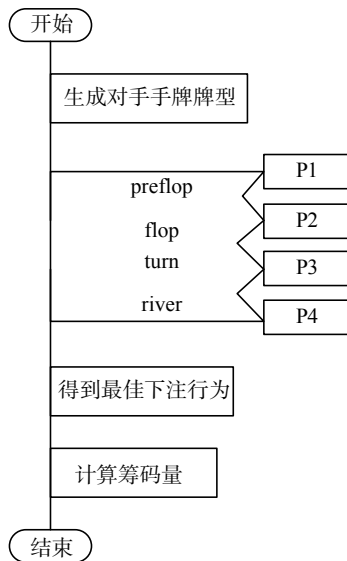 开始
生成对手手牌牌型
P1
preflop
P2
flop
turn
P3
river
P4
得到最佳下注行为
计算筹码量
结束